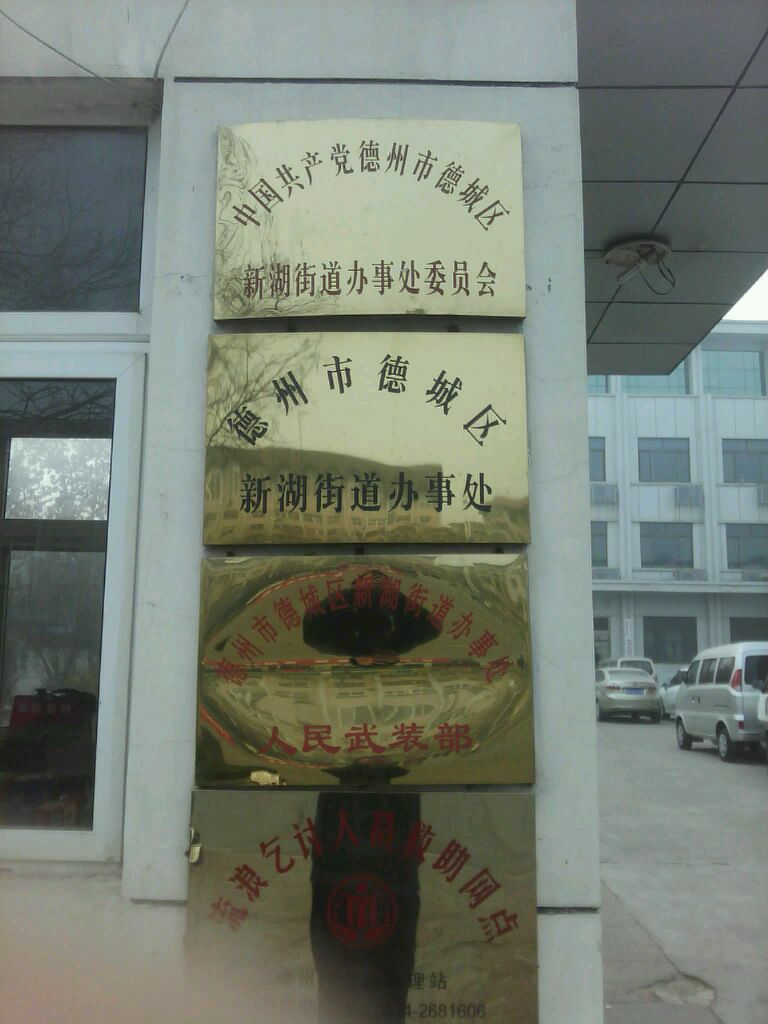 中国共产党德州市德城区
新湖街道办事处委员会
德州市德城区
新湖街道办事处
德州市德城区新湖街道办事处
人民武装部
流浪乞讨人员救助网点
理站
4-2681606